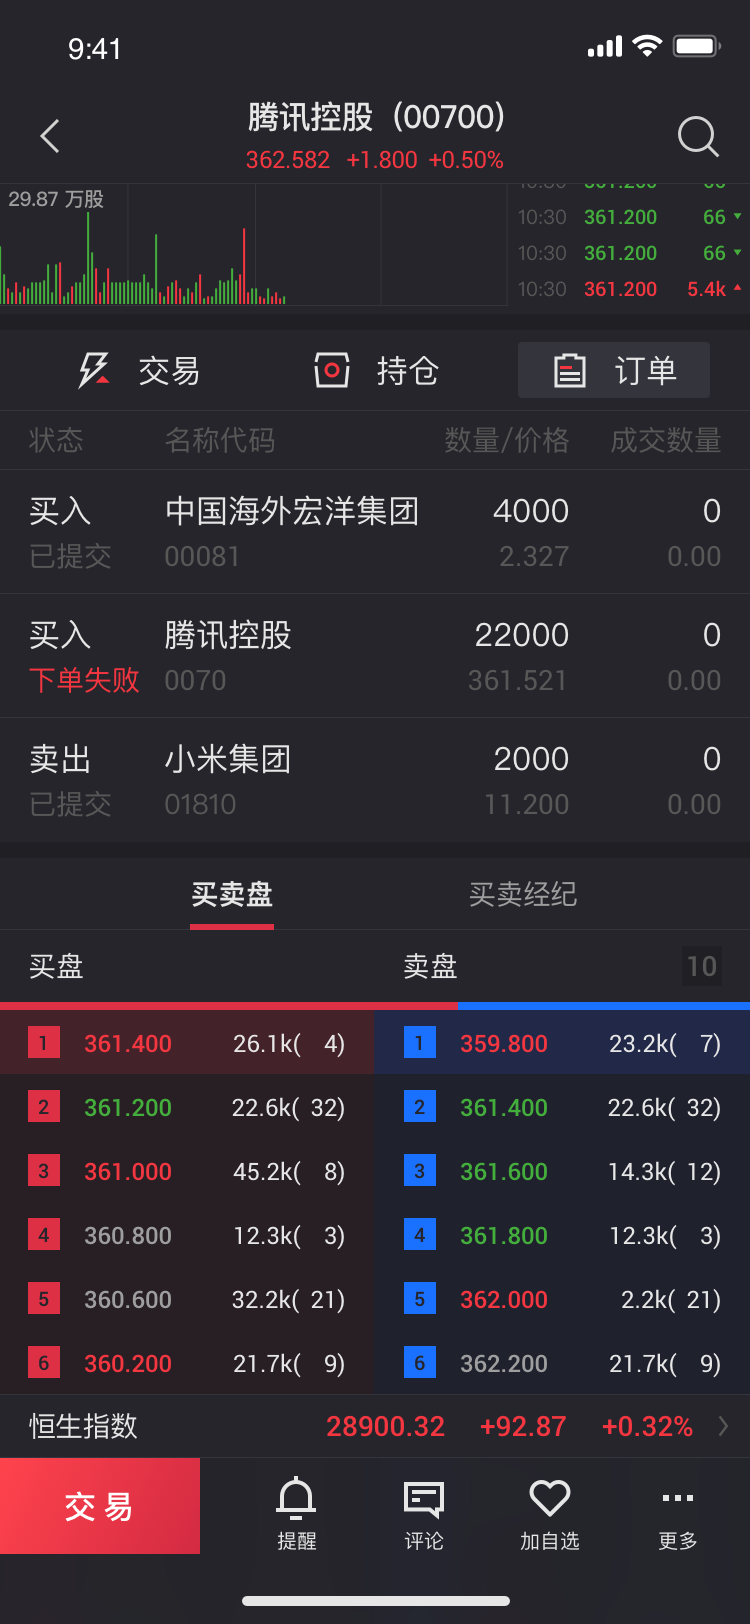 9:41
腾讯控股（00700）
362.582 +1.800 +0.50%
29.87 万股
10:30 361.200 66
10:30 361.200 66
10:30 361.200 66
10:30 361.200 5.4k
交易 持仓 订单
状态 名称代码 数量/价格 成交数量
买入 中国海外宏洋集团 4000 0
已提交 00081 2.327 0.00
买入 腾讯控股 22000 0
下单失败 0070 361.521 0.00
卖出 小米集团 2000 0
已提交 01810 11.200 0.00
买卖盘 买卖经纪
买盘 卖盘 10
1 361.400 26.1k( 4) 1 359.800 23.2k( 7)
2 361.200 22.6k( 32) 2 361.400 22.6k( 32)
3 361.000 45.2k( 8) 3 361.600 14.3k( 12)
4 360.800 12.3k( 3) 4 361.800 12.3k( 3)
5 360.600 32.2k( 21) 5 362.000 2.2k( 21)
6 360.200 21.7k( 9) 6 362.200 21.7k( 9)
恒生指数 28900.32 +92.87 +0.32%
交易 提醒 评论 加自选 更多